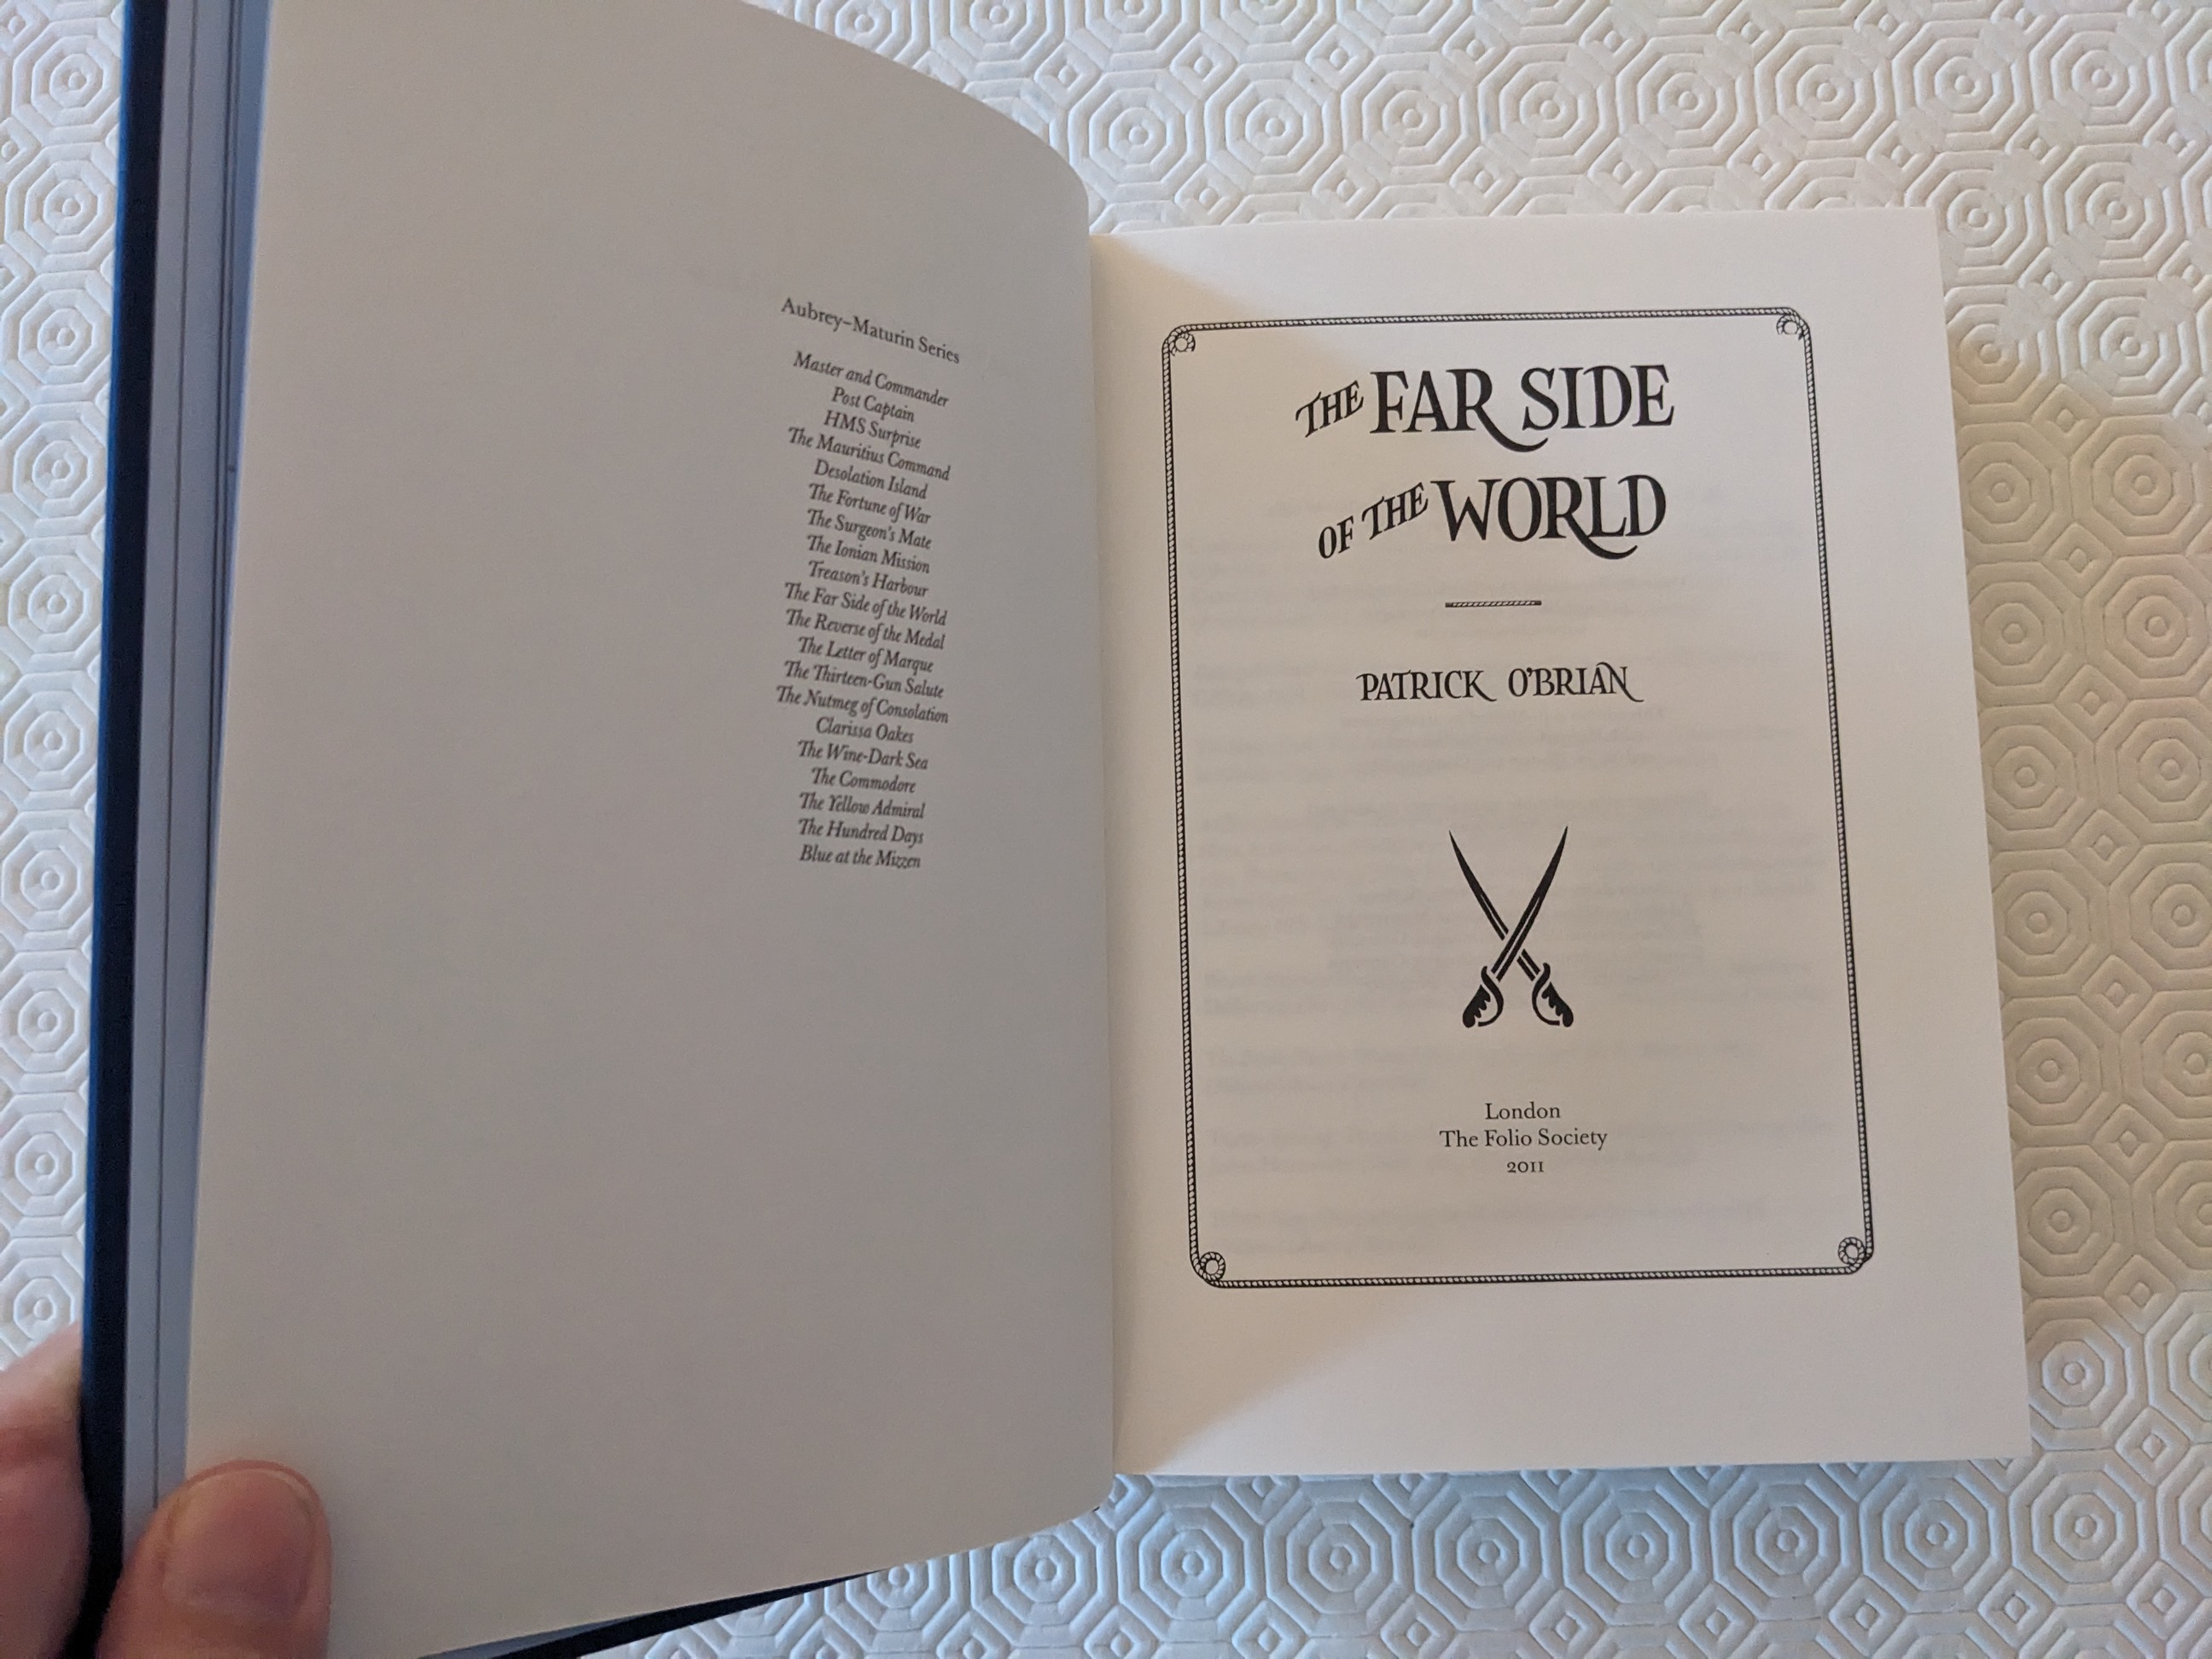 Aubrey–Maturin Series
Master and Commander
Post Captain
HMS Surprise
The Mauritius Command
Desolation Island
The Fortune of War
The Surgeon's Mate
The Ionian Mission
Treason's Harbour
The Far Side of the World
The Reverse of the Medal
The Letter of Marque
The Thirteen-Gun Salute
The Nutmeg of Consolation
Clarissa Oakes
The Wine-Dark Sea
The Commodore
The Yellow Admiral
The Hundred Days
Blue at the Mizzen
THE FAR SIDE
OF THE WORLD
PATRICK O'BRIAN
London
The Folio Society
2011